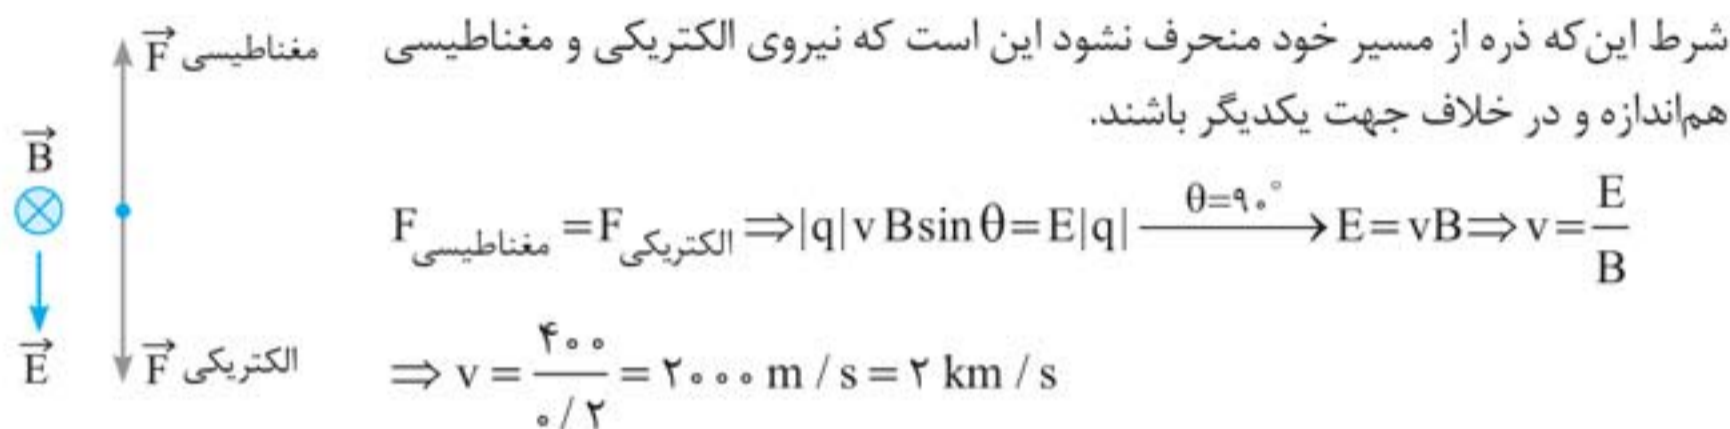 شرط این‌که ذره از مسیر خود منحرف نشود این است که نیروی الکتریکی و مغناطیسی
هم‌اندازه و در خلاف جهت یکدیگر باشند.
F⃗ مغناطیسی
B⃗
E⃗
F⃗ الکتریکی
F مغناطیسی = F الکتریکی ⇒ |q| v B sin θ = E|q| θ=۹۰° → E = vB ⇒ v = E/B
⇒ v = ۴۰۰ / ۰/۲ = ۲۰۰۰ m / s = ۲ km / s